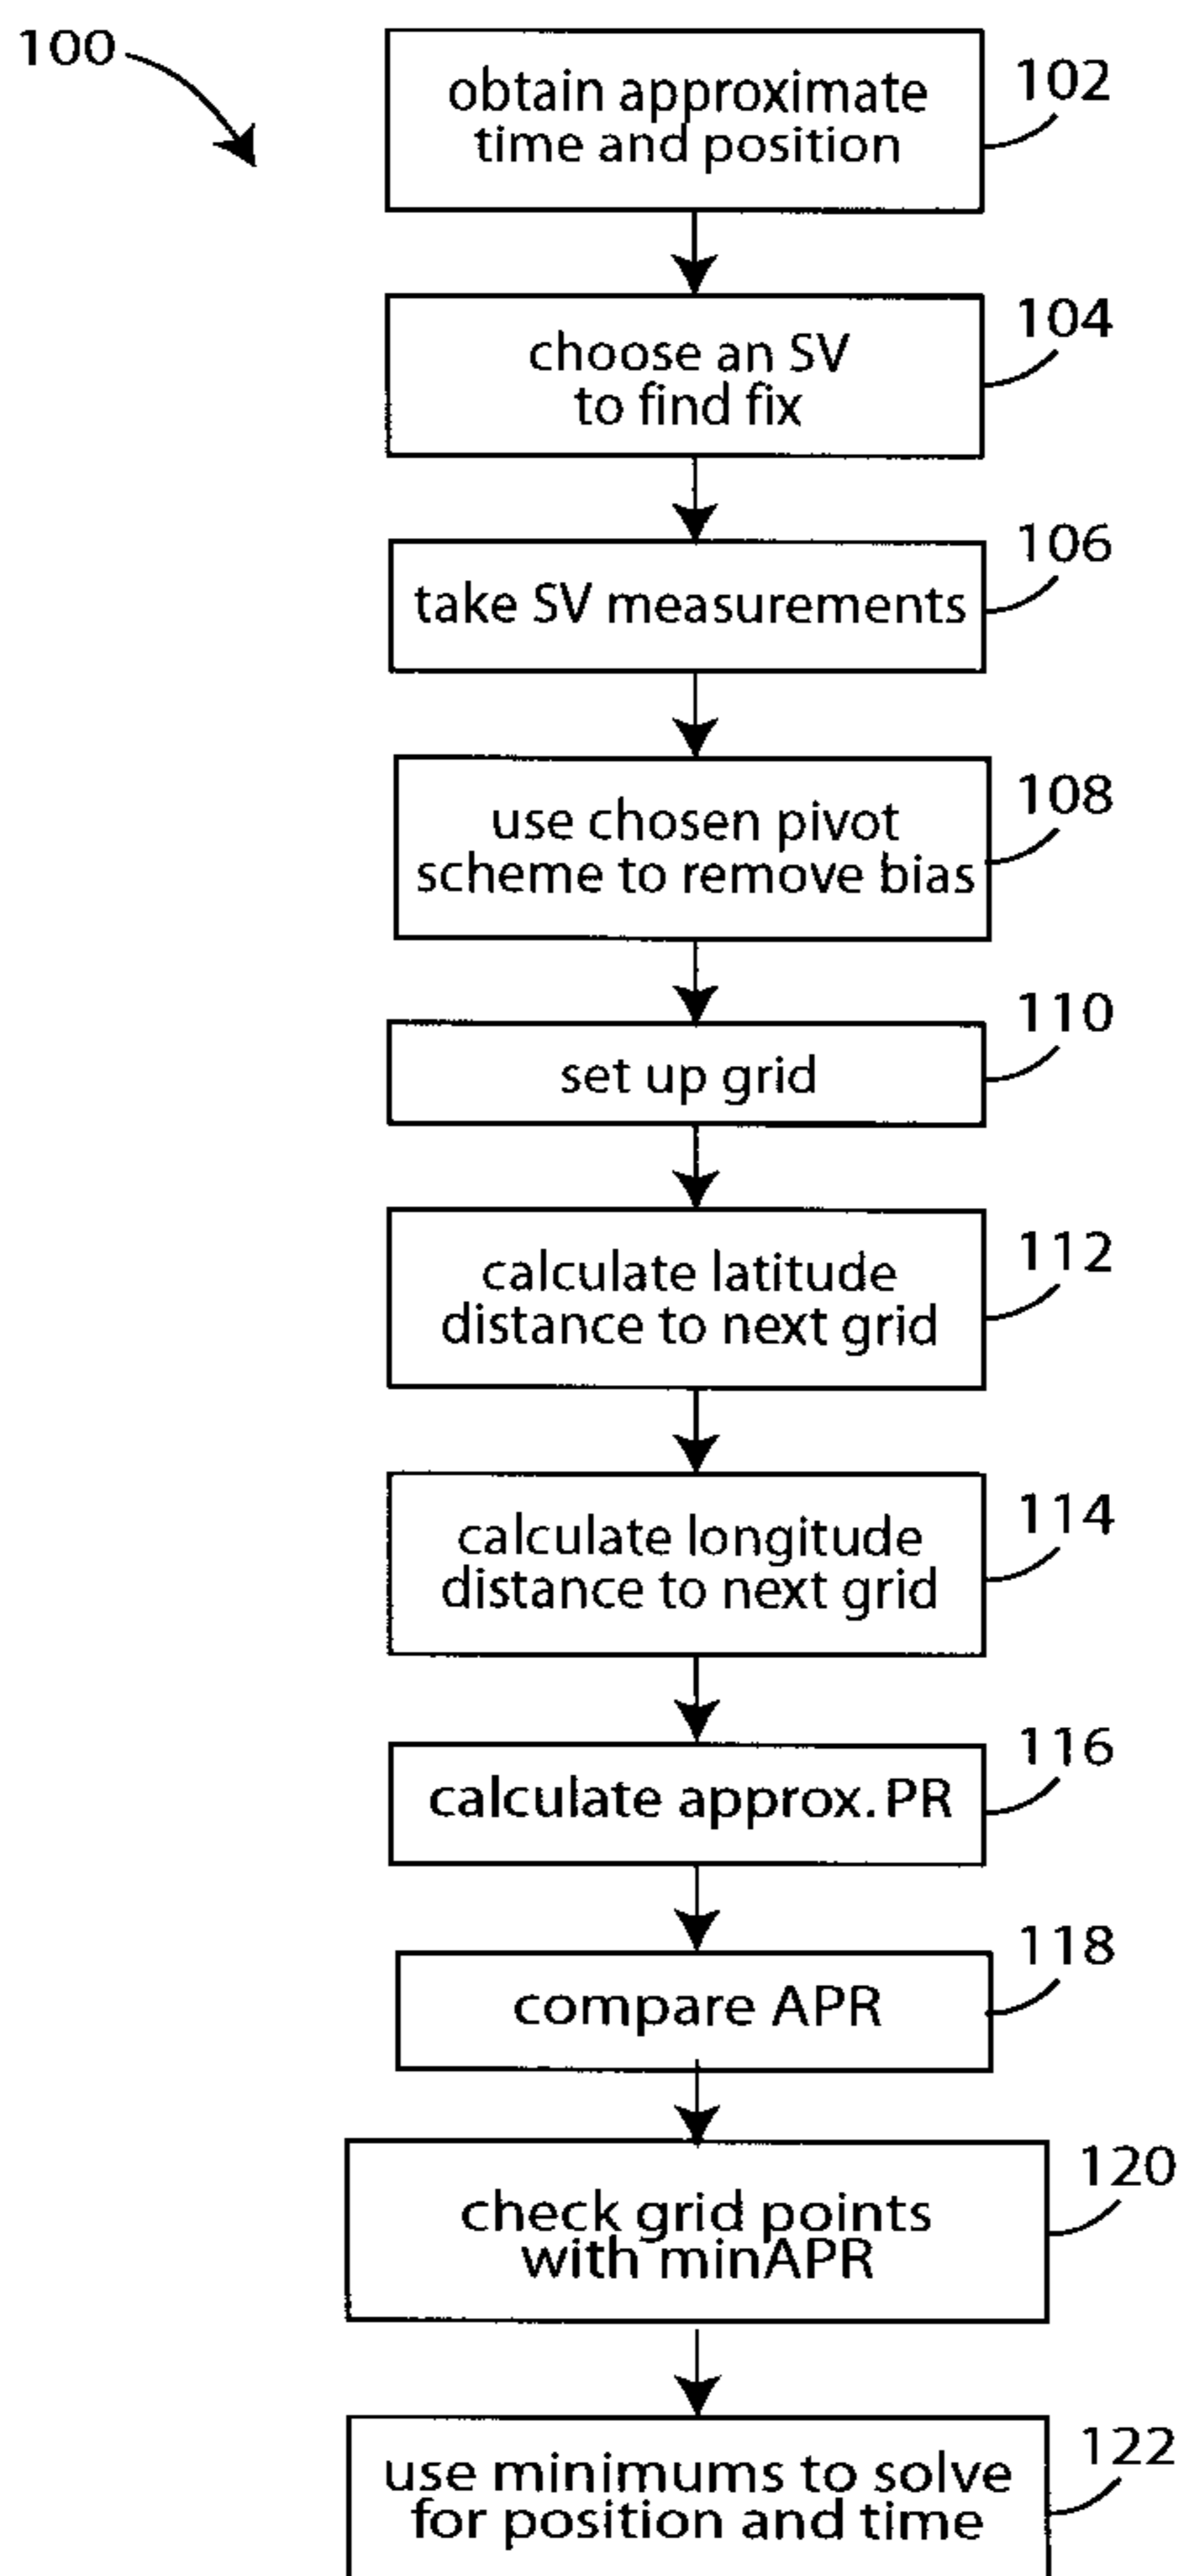 100
obtain approximate
time and position
102
choose an SV
to find fix
104
take SV measurements
106
use chosen pivot
scheme to remove bias
108
set up grid
110
calculate latitude
distance to next grid
112
calculate longitude
distance to next grid
114
calculate approx. PR
116
compare APR
118
check grid points
with minAPR
120
use minimums to solve
for position and time
122